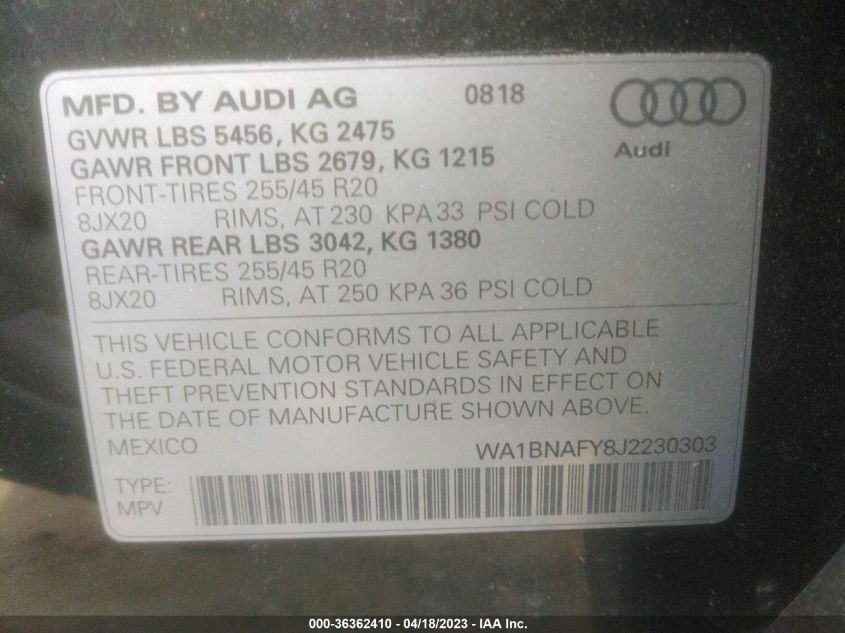 MFD. BY AUDI AG 0818
Audi
GVWR LBS 5456, KG 2475
GAWR FRONT LBS 2679, KG 1215
FRONT-TIRES 255/45 R20
8JX20 RIMS, AT 230 KPA 33 PSI COLD
GAWR REAR LBS 3042, KG 1380
REAR-TIRES 255/45 R20
8JX20 RIMS, AT 250 KPA 36 PSI COLD
THIS VEHICLE CONFORMS TO ALL APPLICABLE
U.S. FEDERAL MOTOR VEHICLE SAFETY AND
THEFT PREVENTION STANDARDS IN EFFECT ON
THE DATE OF MANUFACTURE SHOWN ABOVE.
MEXICO WA1BNAFY8J2230303
TYPE:
MPV
000-36362410 - 04/18/2023 - IAA Inc.